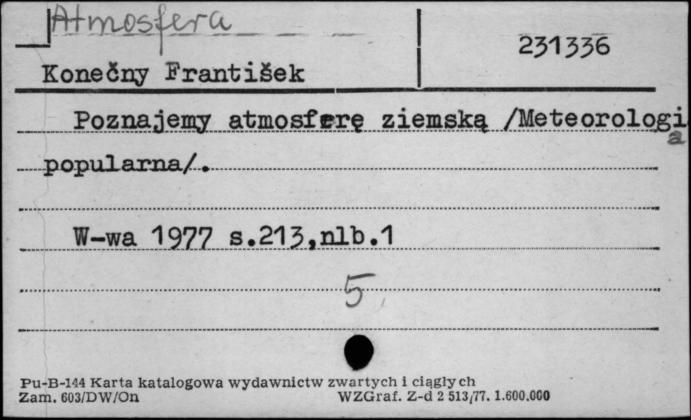 Atmosfera
231336
Konečny František
Poznajemy atmosferę ziemską /Meteorologi
a
popularna/.
W-wa 1977 s.213,nlb.1
5
Pu-B-144 Karta katalogowa wydawnictw zwartych i ciągłych
Zam. 603/DW/On WZGraf. Z-d 2 513/77. 1.600.000